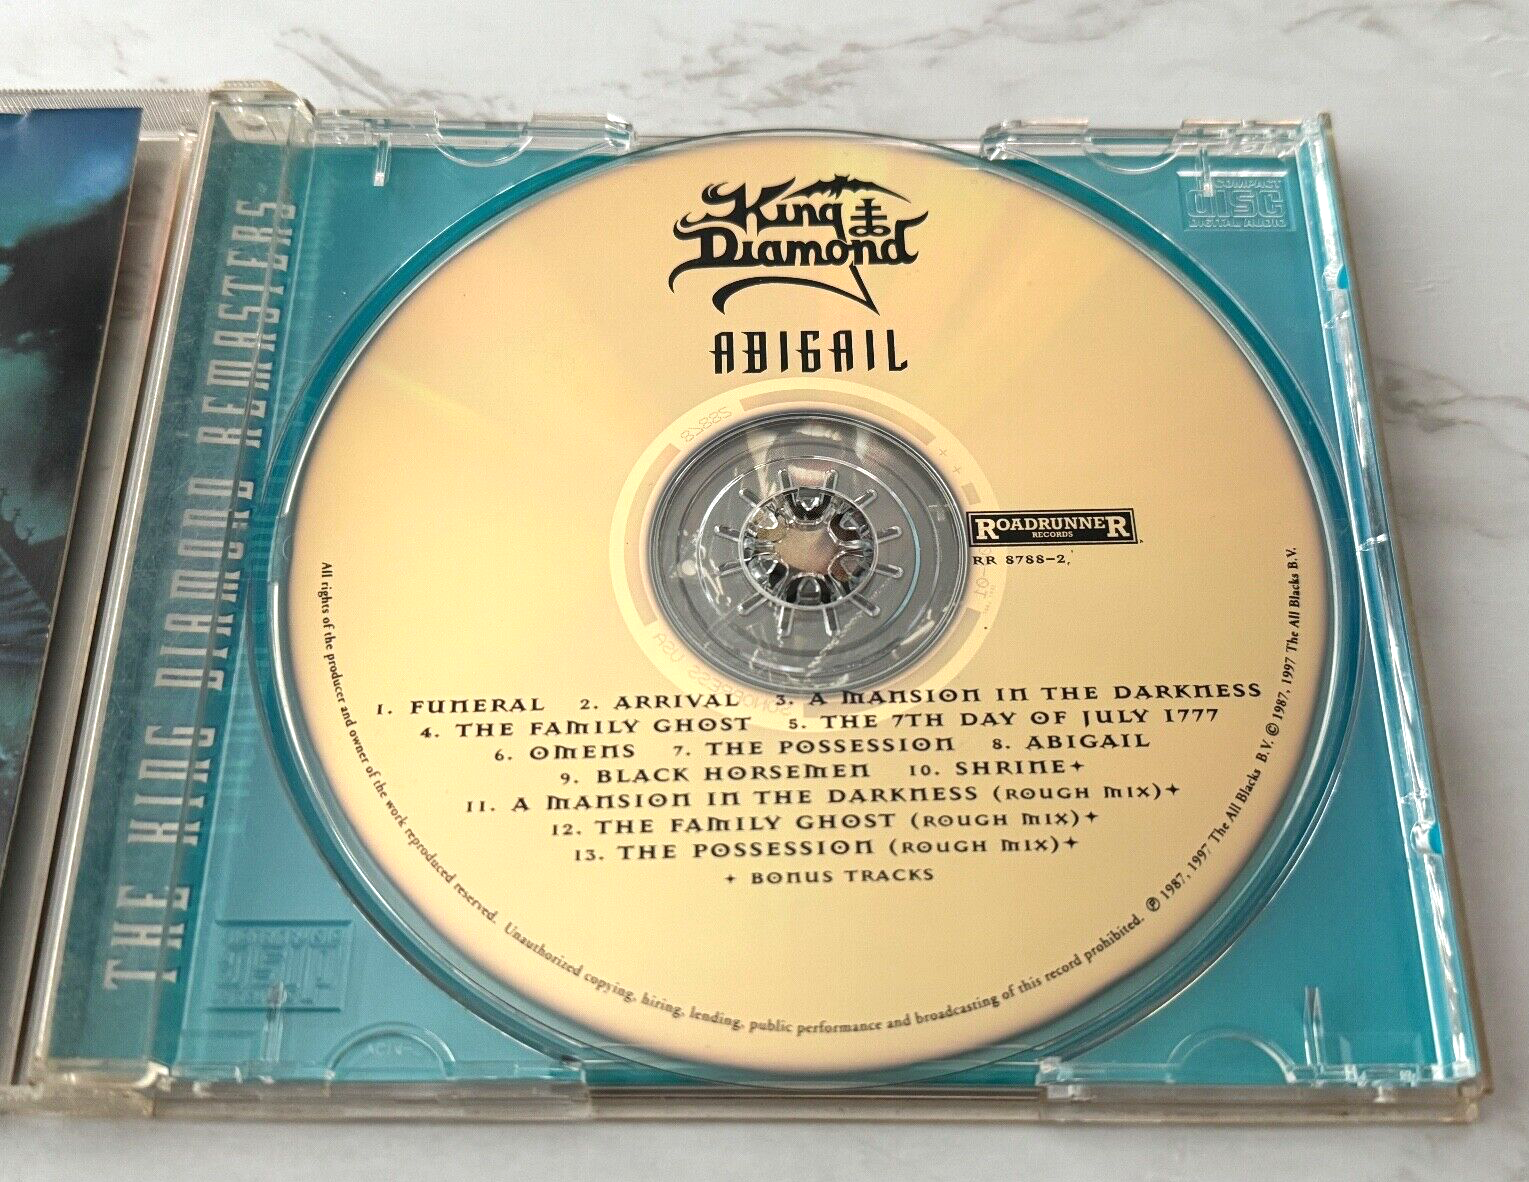 THE KING DIAMOND REMASTERS
COMPACT
disc
DIGITAL AUDIO
King Diamond
ABIGAIL
ROADRUNNER
RECORDS
RR 8788-2
1. FUNERAL 2. ARRIVAL 3. A MANSION IN THE DARKNESS
4. THE FAMILY GHOST 5. THE 7TH DAY OF JULY 1777
6. OMENS 7. THE POSSESSION 8. ABIGAIL
9. BLACK HORSEMEN 10. SHRINE✦
11. A MANSION IN THE DARKNESS (ROUGH MIX)✦
12. THE FAMILY GHOST (ROUGH MIX)✦
13. THE POSSESSION (ROUGH MIX)✦
✦ BONUS TRACKS
All rights of the producer and owner of the work reproduced reserved. Unauthorized copying, hiring, lending, public performance and broadcasting of this record prohibited. ℗ 1987, 1997 The All Blacks B.V. © 1987, 1997 The All Blacks B.V.